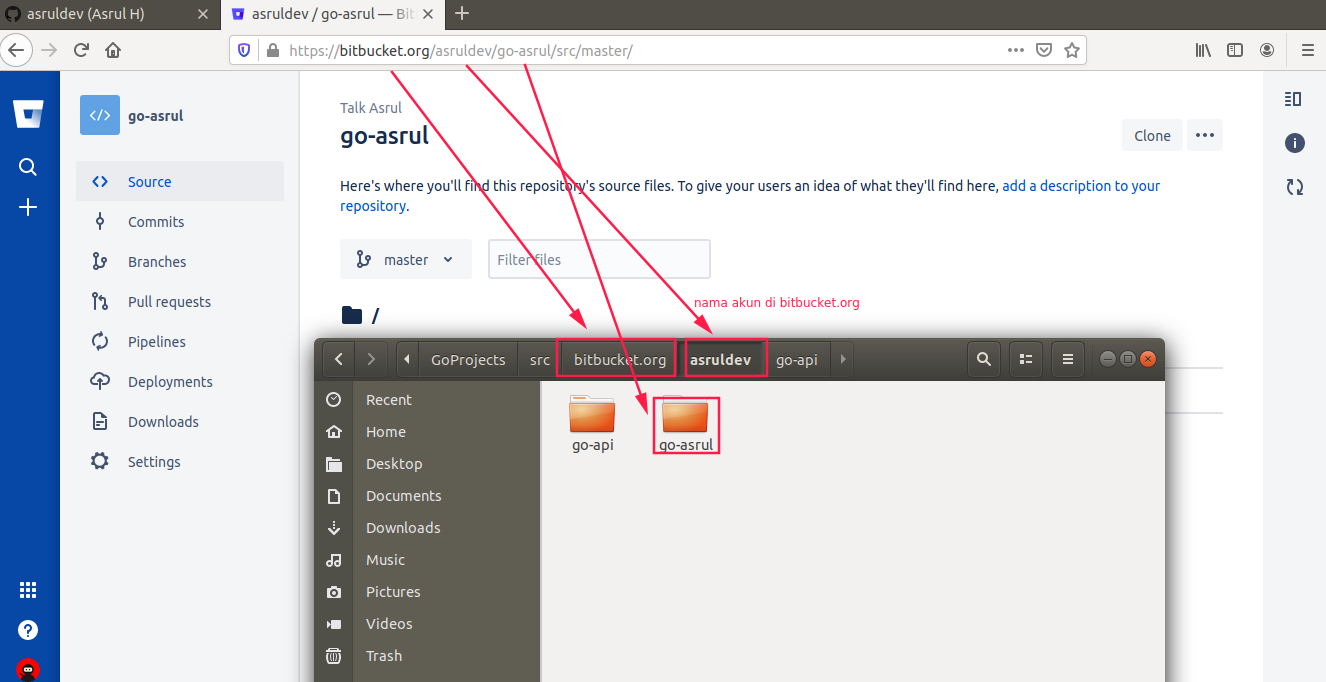 asruldev (Asrul H)
asruldev / go-asrul — Bit
https://bitbucket.org/asruldev/go-asrul/src/master/
go-asrul
Source
Commits
Branches
Pull requests
Pipelines
Deployments
Downloads
Settings
Talk Asrul
go-asrul
Clone
Here's where you'll find this repository's source files. To give your users an idea of what they'll find here, add a description to your
repository.
master
Filter files
/
nama akun di bitbucket.org
GoProjects src bitbucket.org asruldev go-api
Recent
Home
Desktop
Documents
Downloads
Music
Pictures
Videos
Trash
go-api
go-asrul